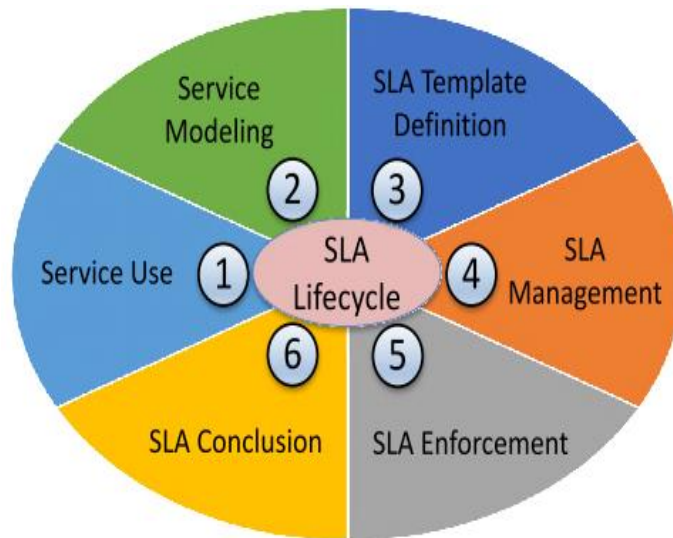 Service
Modeling
2
SLA Template
Definition
3
Service Use
1
SLA
Lifecycle
4
SLA
Management
6
SLA Conclusion
5
SLA Enforcement